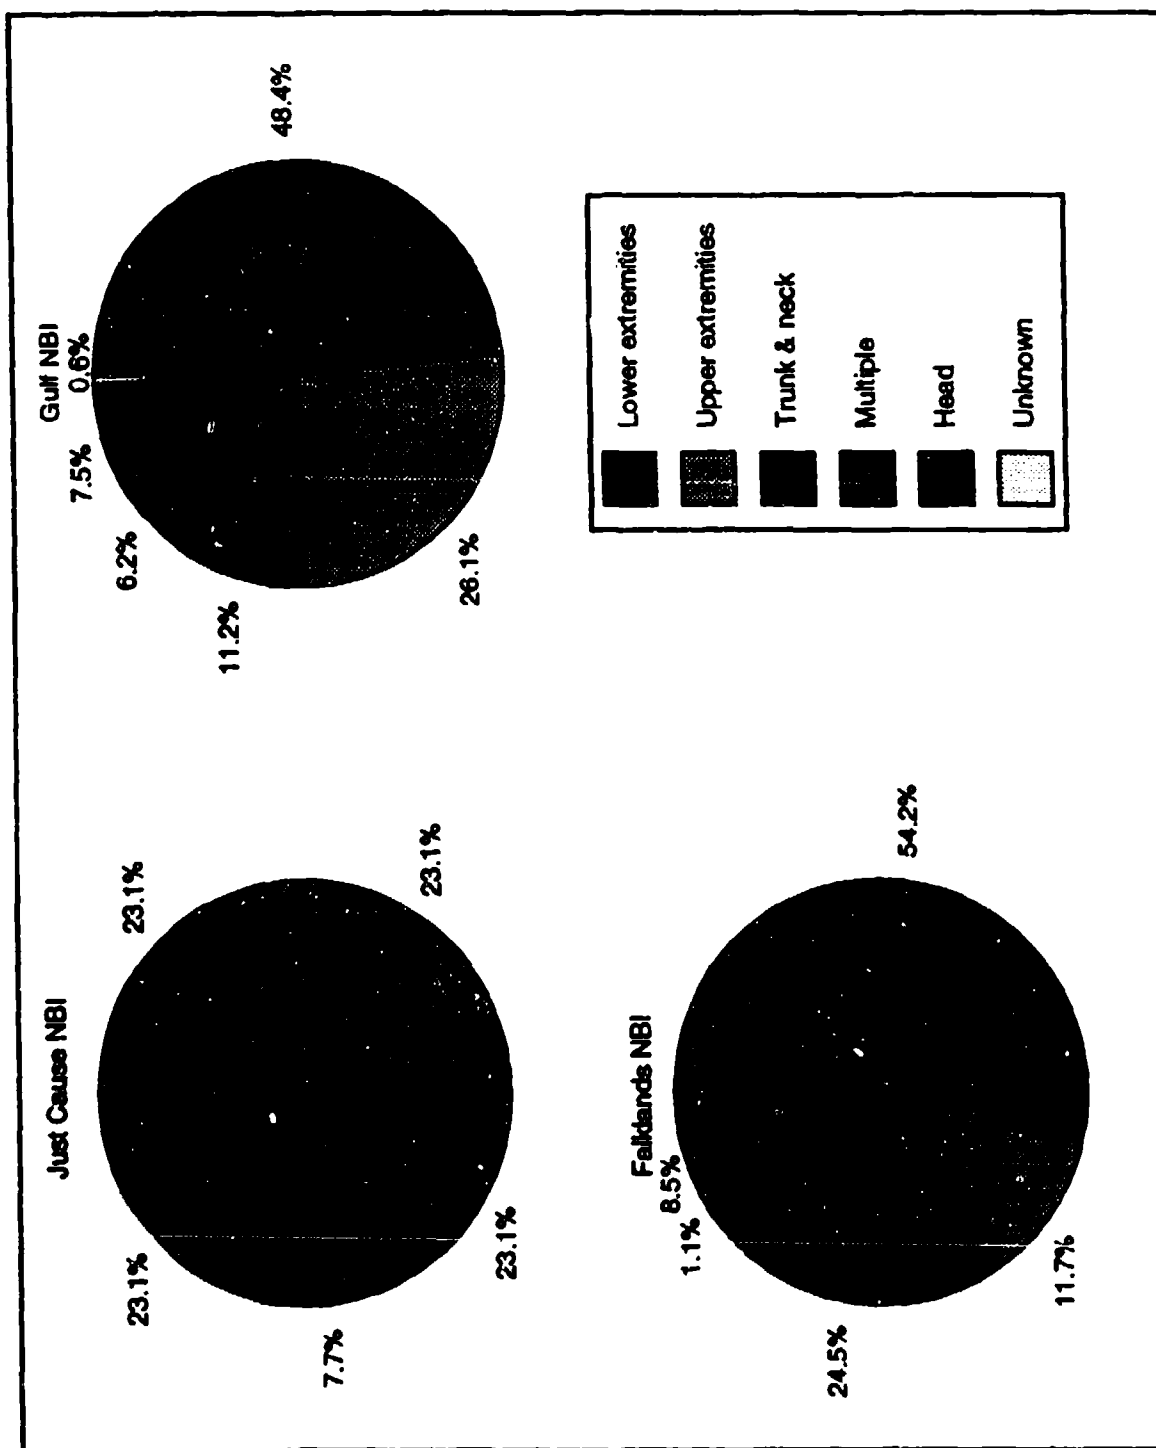 Just Cause NBI
23.1%
23.1%
7.7%
23.1%
23.1%
Gulf NBI
0.6%
7.5%
6.2%
11.2%
48.4%
26.1%
Falklands NBI
8.5%
1.1%
24.5%
54.2%
11.7%
Lower extremities
Upper extremities
Trunk & neck
Multiple
Head
Unknown